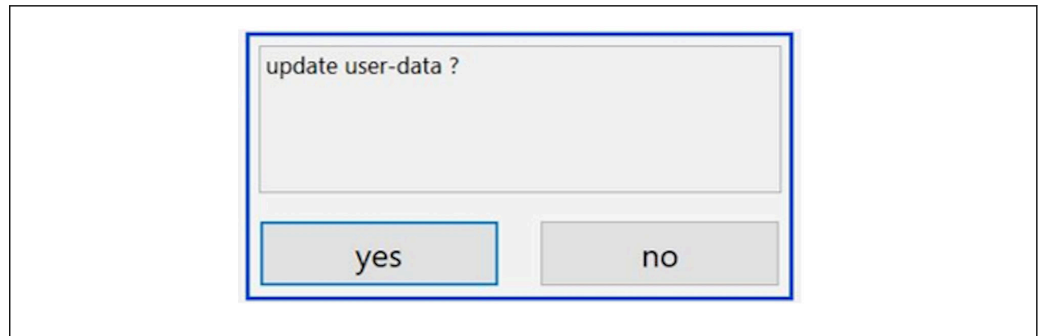 update user-data ?
yes
no